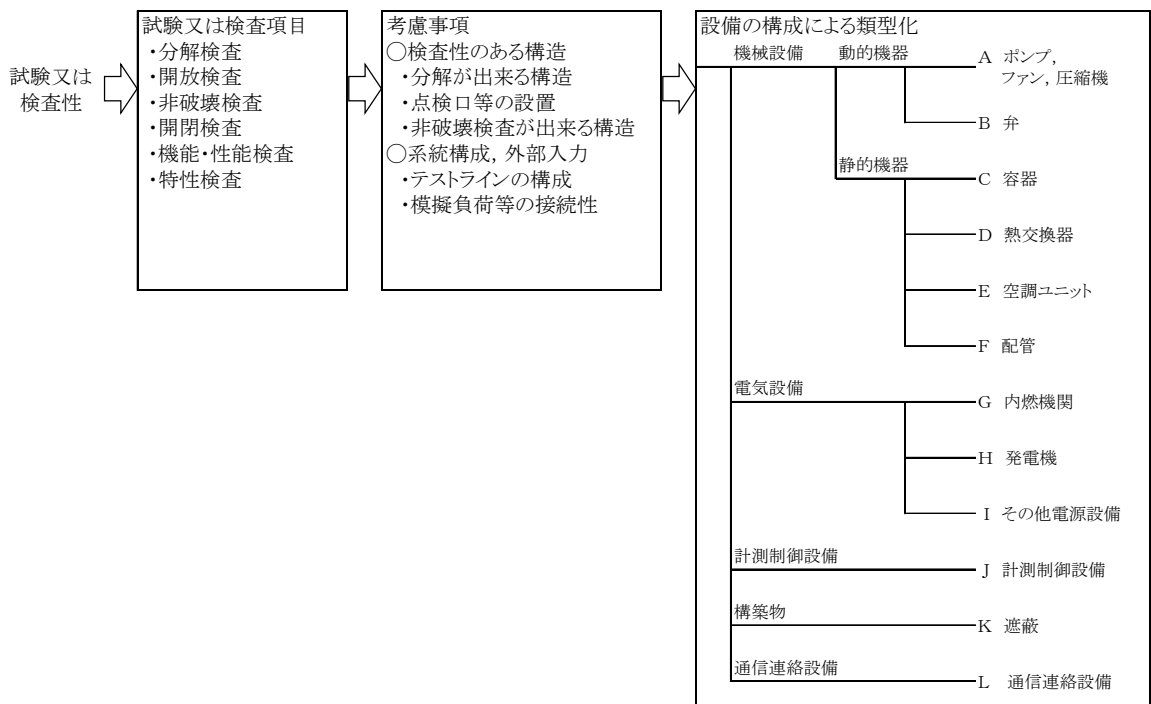 試験又は
検査性
試験又は検査項目
・分解検査
・開放検査
・非破壊検査
・開閉検査
・機能・性能検査
・特性検査
考慮事項
○検査性のある構造
・分解が出来る構造
・点検口等の設置
・非破壊検査が出来る構造
○系統構成, 外部入力
・テストラインの構成
・模擬負荷等の接続性
設備の構成による類型化
機械設備
動的機器
A ポンプ,
ファン, 圧縮機
B 弁
静的機器
C 容器
D 熱交換器
E 空調ユニット
F 配管
電気設備
G 内燃機関
H 発電機
I その他電源設備
計測制御設備
J 計測制御設備
構築物
K 遮蔽
通信連絡設備
L 通信連絡設備